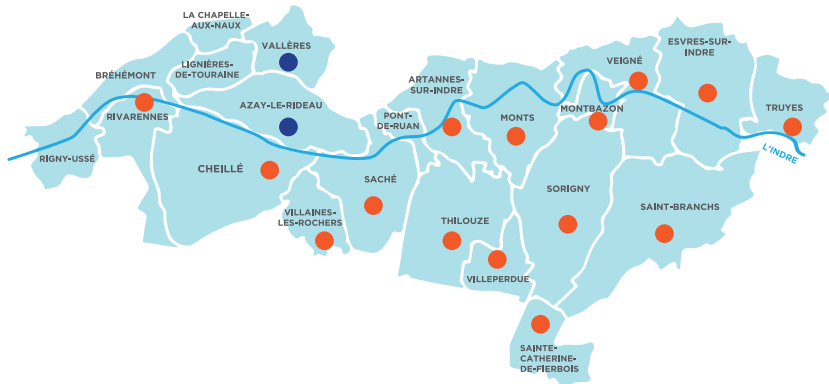 LA CHAPELLE-
AUX-NAUX
VALLÈRES
LIGNIÈRES-
DE-TOURAINE
BRÉHÉMONT
AZAY-LE-RIDEAU
RIVARENNES
RIGNY-USSÉ
CHEILLÉ
VILLAINES-
LES-ROCHERS
SACHÉ
PONT-
DE-RUAN
ARTANNES-
SUR-INDRE
MONTS
THILOUZE
VILLEPERDUE
SORIGNY
SAINTE-
CATHERINE-
DE-FIERBOIS
MONTBAZON
VEIGNÉ
ESVRES-SUR-
INDRE
TRUYES
L'INDRE
SAINT-BRANCHS